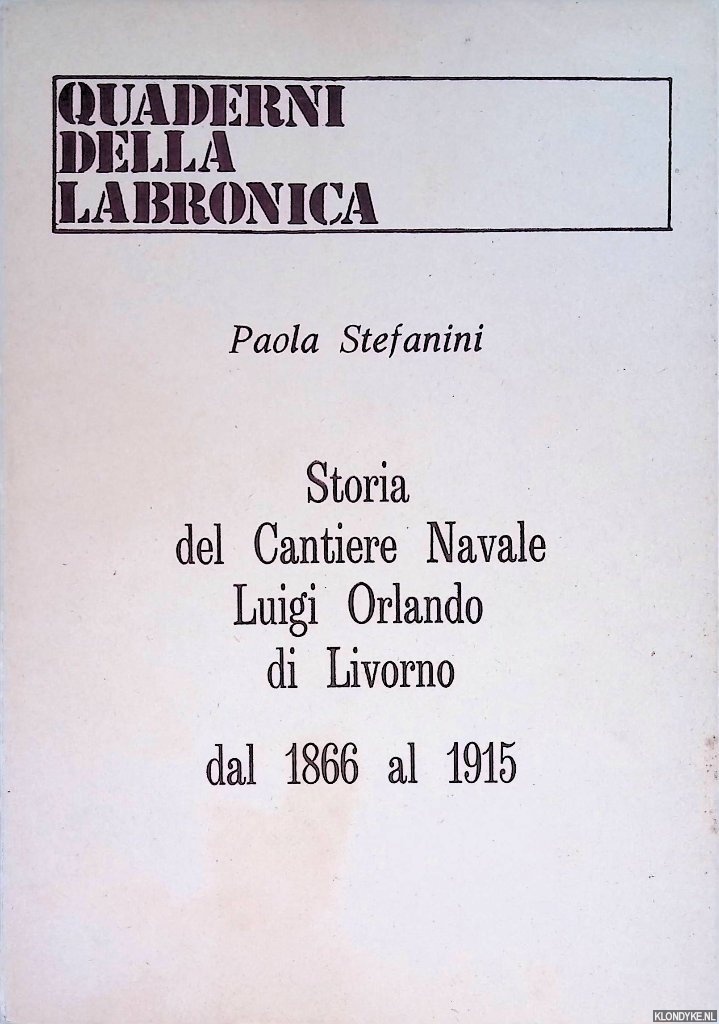 QUADERNI
DELLA
LABRONICA
Paola Stefanini
Storia
del Cantiere Navale
Luigi Orlando
di Livorno
dal 1866 al 1915
KLONDYKE.NL